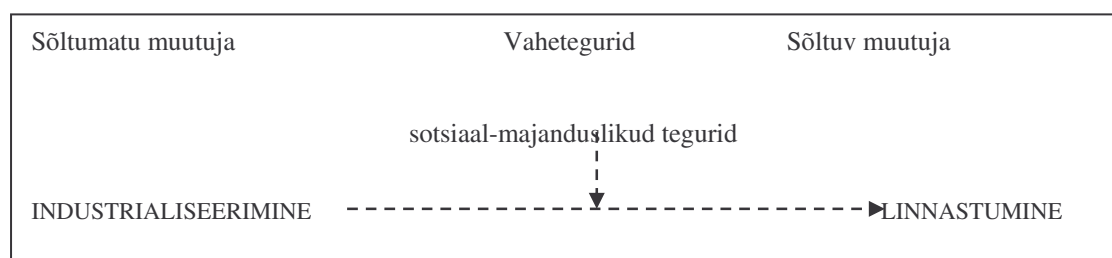 Sõltumatu muutuja Vahetegurid Sõltuv muutuja
sotsiaal-majanduslikud tegurid
INDUSTRIALISEERIMINE LINNASTUMINE